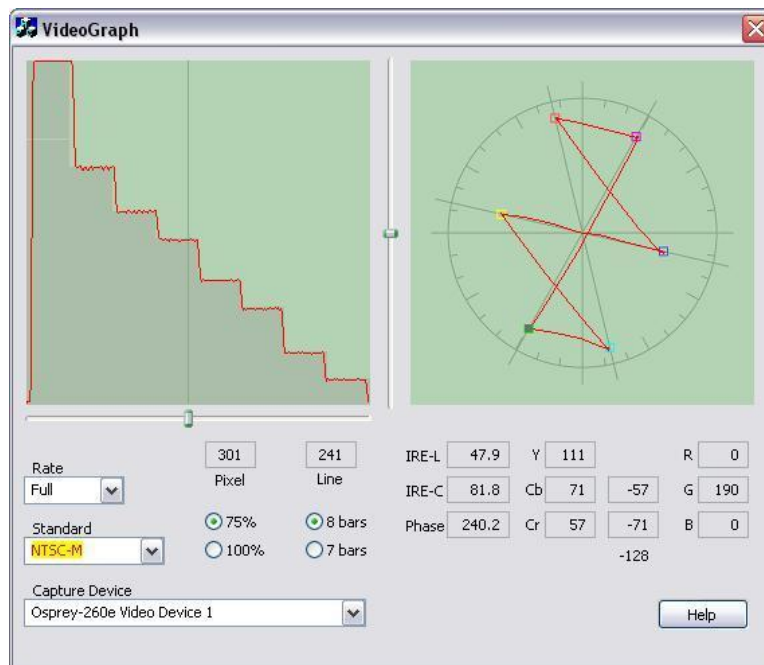 VideoGraph
301 241
Pixel Line
Rate
Full
75% 8 bars
100% 7 bars
Standard
NTSC-M
Capture Device
Osprey-260e Video Device 1
IRE-L 47.9 Y 111 R 0
IRE-C 81.8 Cb 71 -57 G 190
Phase 240.2 Cr 57 -71 B 0
-128
Help